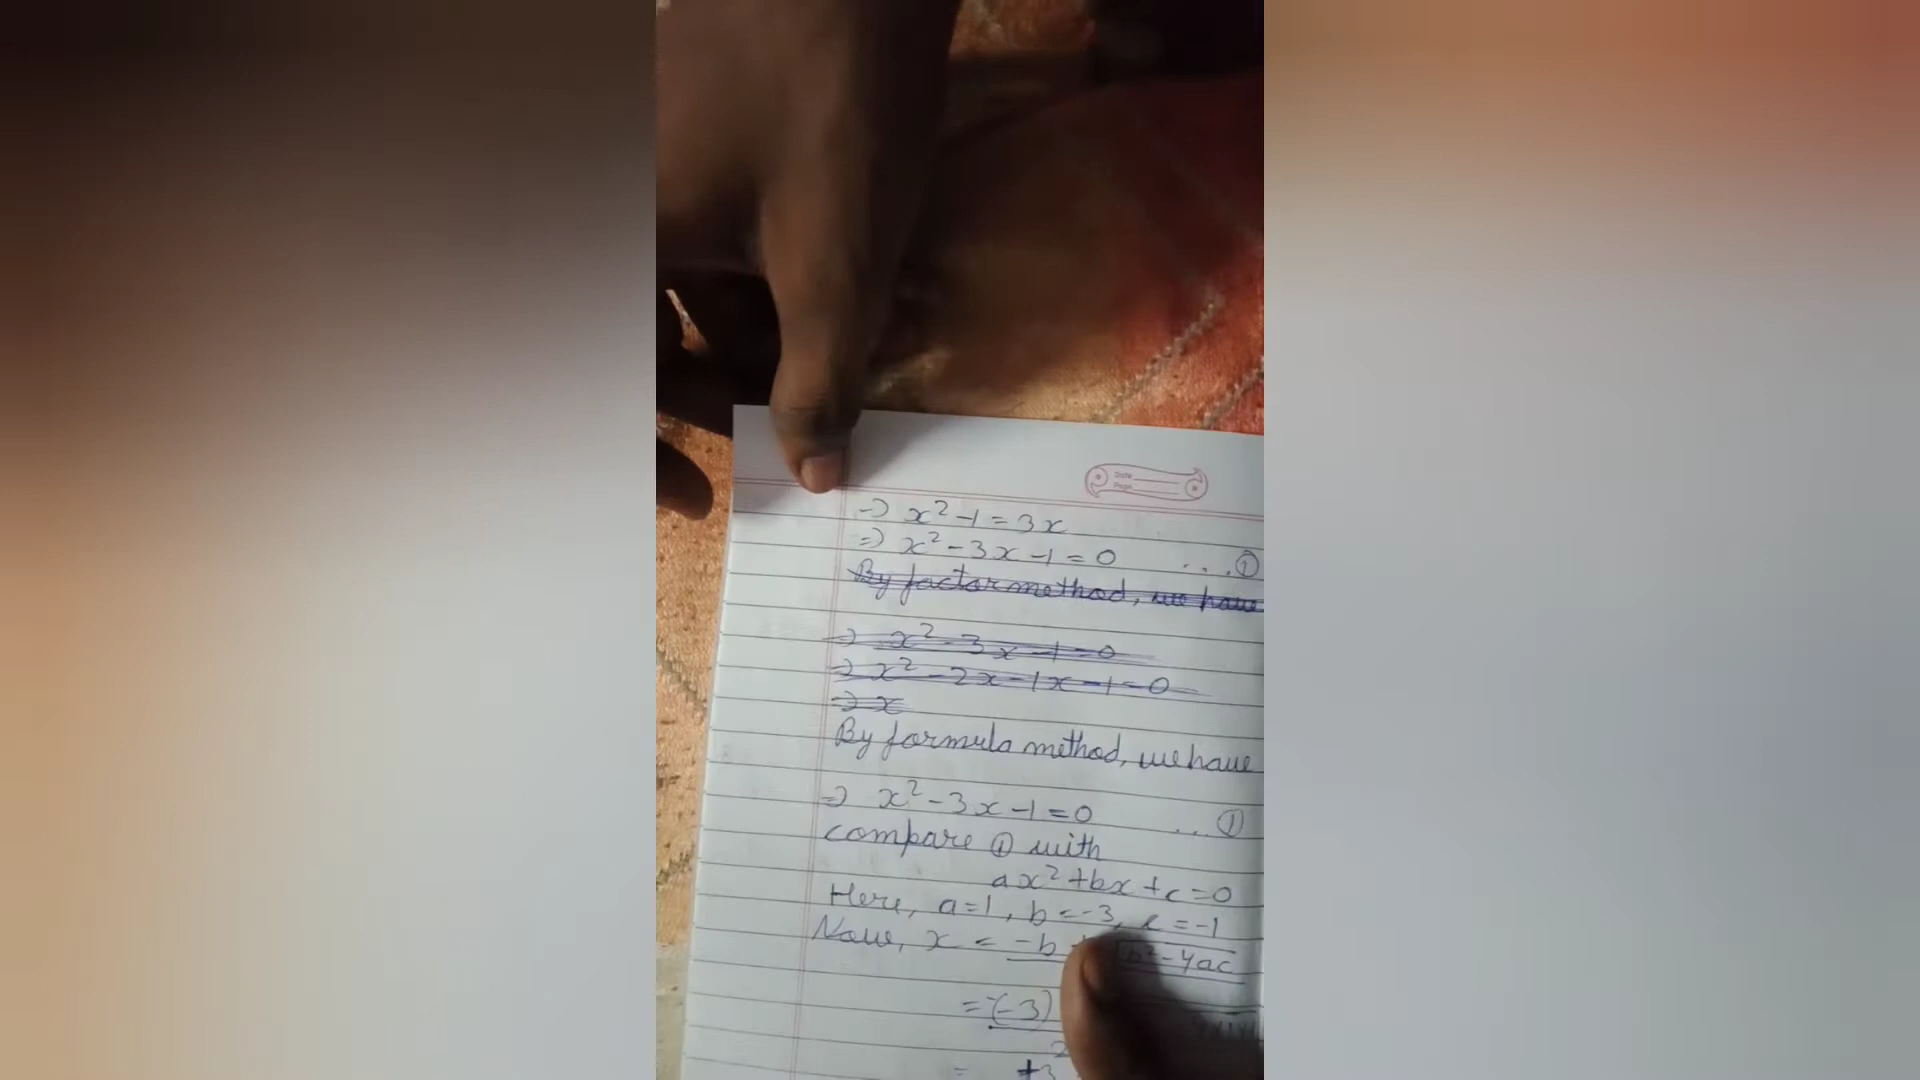 Date
Page
=> x² - 1 = 3x
=> x² - 3x - 1 = 0 ... ①
By factor method, we have
=> x² - 3x - 1 = 0
=> x² - 2x - 1x - 1 = 0
=> x
By formula method, we have
=> x² - 3x - 1 = 0 ... ①
compare ① with
ax² + bx + c = 0
Here, a = 1, b = -3, c = -1
Now, x = -b b² - 4ac
= -(-3)
2
= +3